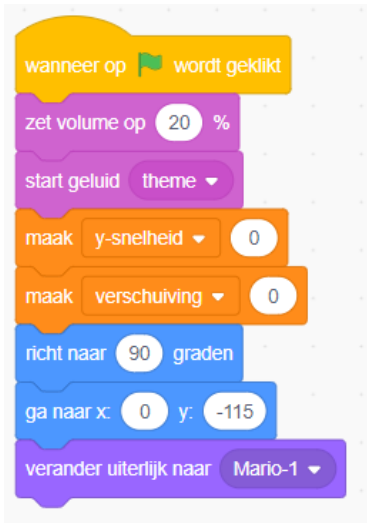 wanneer op wordt geklikt
zet volume op 20 %
start geluid theme
maak y-snelheid 0
maak verschuiving 0
richt naar 90 graden
ga naar x: 0 y: -115
verander uiterlijk naar Mario-1